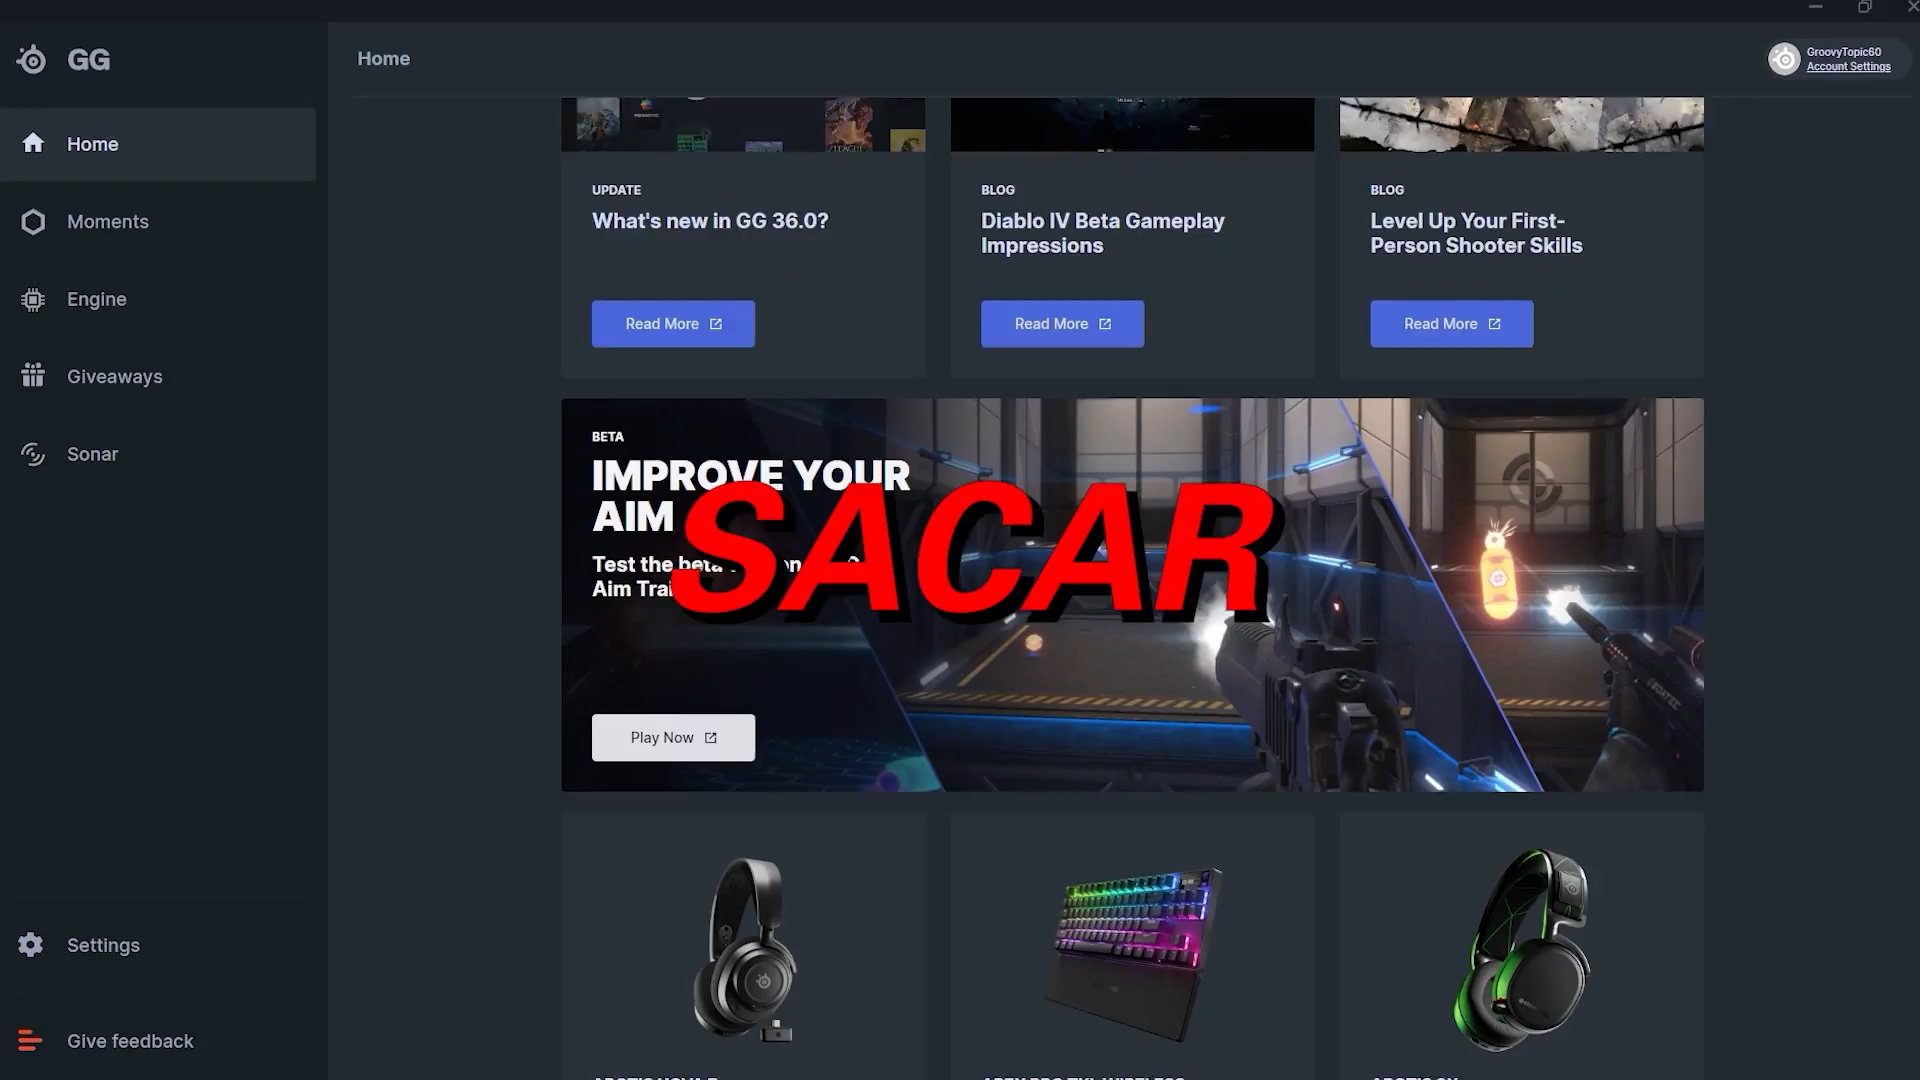 GG
Home
GroovyTopic60
Account Settings
Home
Moments
Engine
Giveaways
Sonar
Settings
Give feedback
UPDATE
What's new in GG 36.0?
Read More
BLOG
Diablo IV Beta Gameplay
Impressions
Read More
BLOG
Level Up Your First-
Person Shooter Skills
Read More
BETA
IMPROVE YOUR
AIM
Test the beta
Aim
SACAR
Play Now